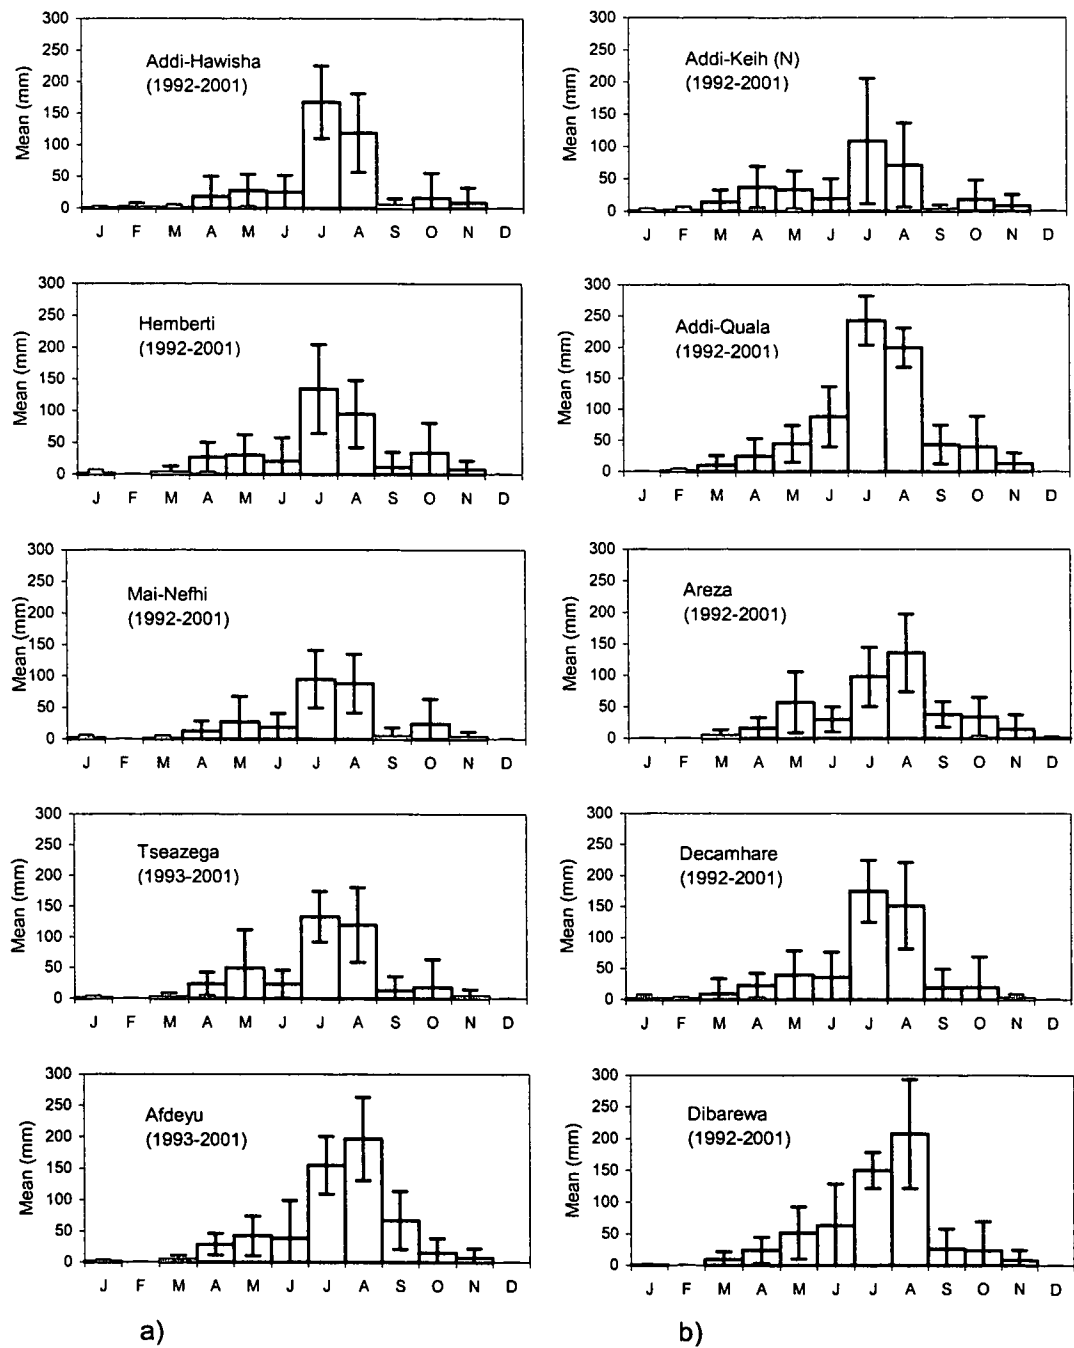 300
250
200
150
100
50
0
Mean (mm)
Addi-Hawisha
(1992-2001)
J F M A M J J A S O N D
300
250
200
150
100
50
0
Mean (mm)
Addi-Keih (N)
(1992-2001)
J F M A M J J A S O N D
300
250
200
150
100
50
0
Mean (mm)
Hemberti
(1992-2001)
J F M A M J J A S O N D
300
250
200
150
100
50
0
Mean (mm)
Addi-Quala
(1992-2001)
J F M A M J J A S O N D
300
250
200
150
100
50
0
Mean (mm)
Mai-Nefhi
(1992-2001)
J F M A M J J A S O N D
300
250
200
150
100
50
0
Mean (mm)
Areza
(1992-2001)
J F M A M J J A S O N D
300
250
200
150
100
50
0
Mean (mm)
Tseazega
(1993-2001)
J F M A M J J A S O N D
300
250
200
150
100
50
0
Mean (mm)
Decamhare
(1992-2001)
J F M A M J J A S O N D
300
250
200
150
100
50
0
Mean (mm)
Afdeyu
(1993-2001)
J F M A M J J A S O N D
300
250
200
150
100
50
0
Mean (mm)
Dibarewa
(1992-2001)
J F M A M J J A S O N D
a)
b)